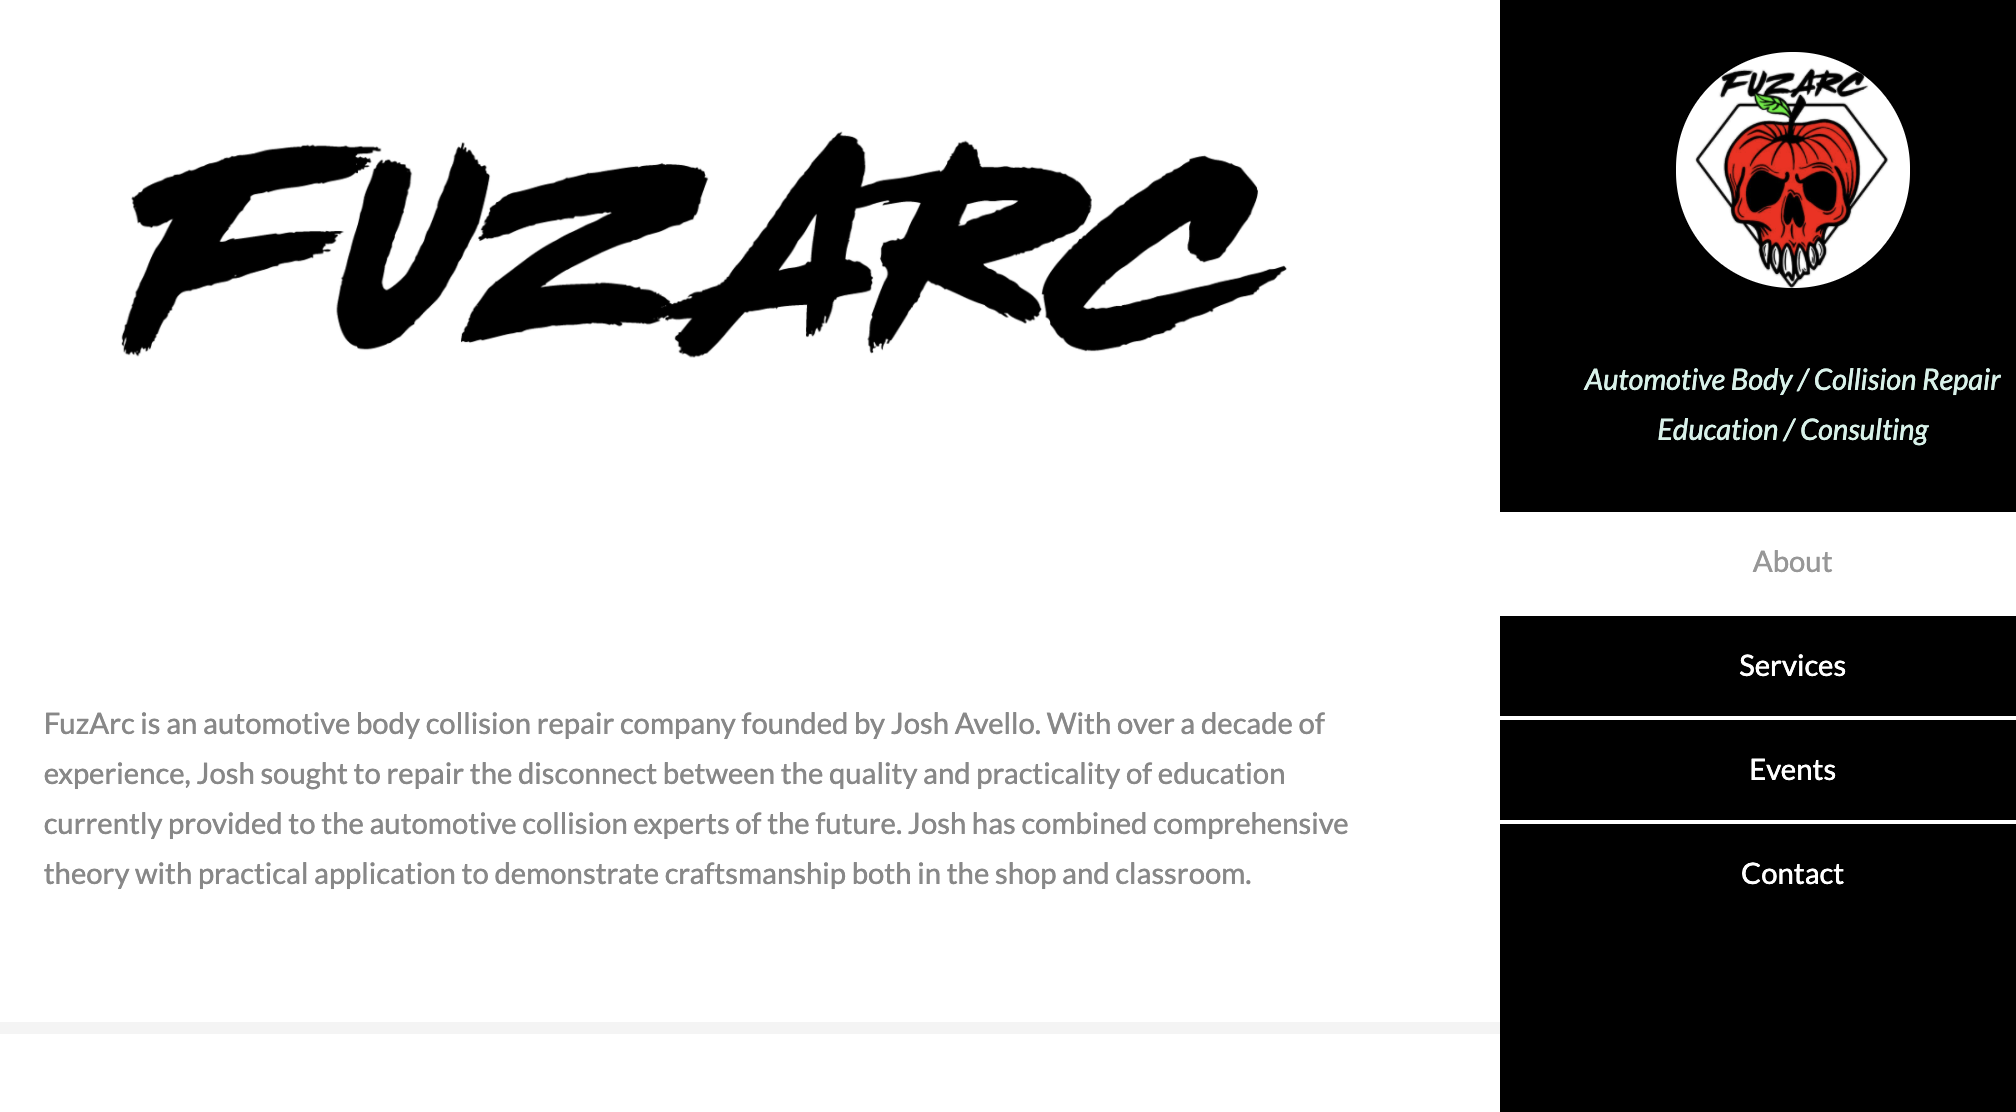 FUZARC
FuzArc is an automotive body collision repair company founded by Josh Avello. With over a decade of
experience, Josh sought to repair the disconnect between the quality and practicality of education
currently provided to the automotive collision experts of the future. Josh has combined comprehensive
theory with practical application to demonstrate craftsmanship both in the shop and classroom.
FUZARC
Automotive Body / Collision Repair
Education / Consulting
About
Services
Events
Contact